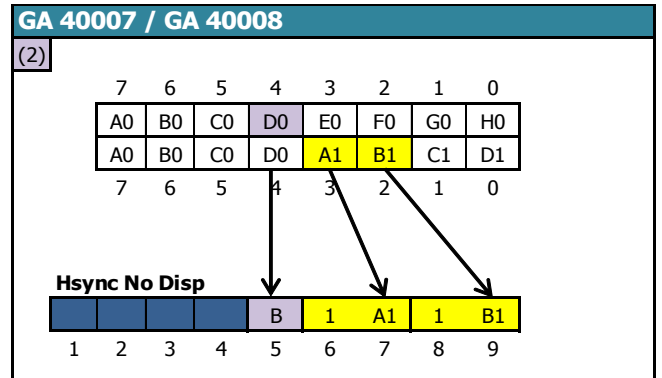 GA 40007 / GA 40008
(2)
7 6 5 4 3 2 1 0
A0 B0 C0 D0 E0 F0 G0 H0
A0 B0 C0 D0 A1 B1 C1 D1
7 6 5 4 3 2 1 0
Hsync No Disp
B 1 A1 1 B1
1 2 3 4 5 6 7 8 9